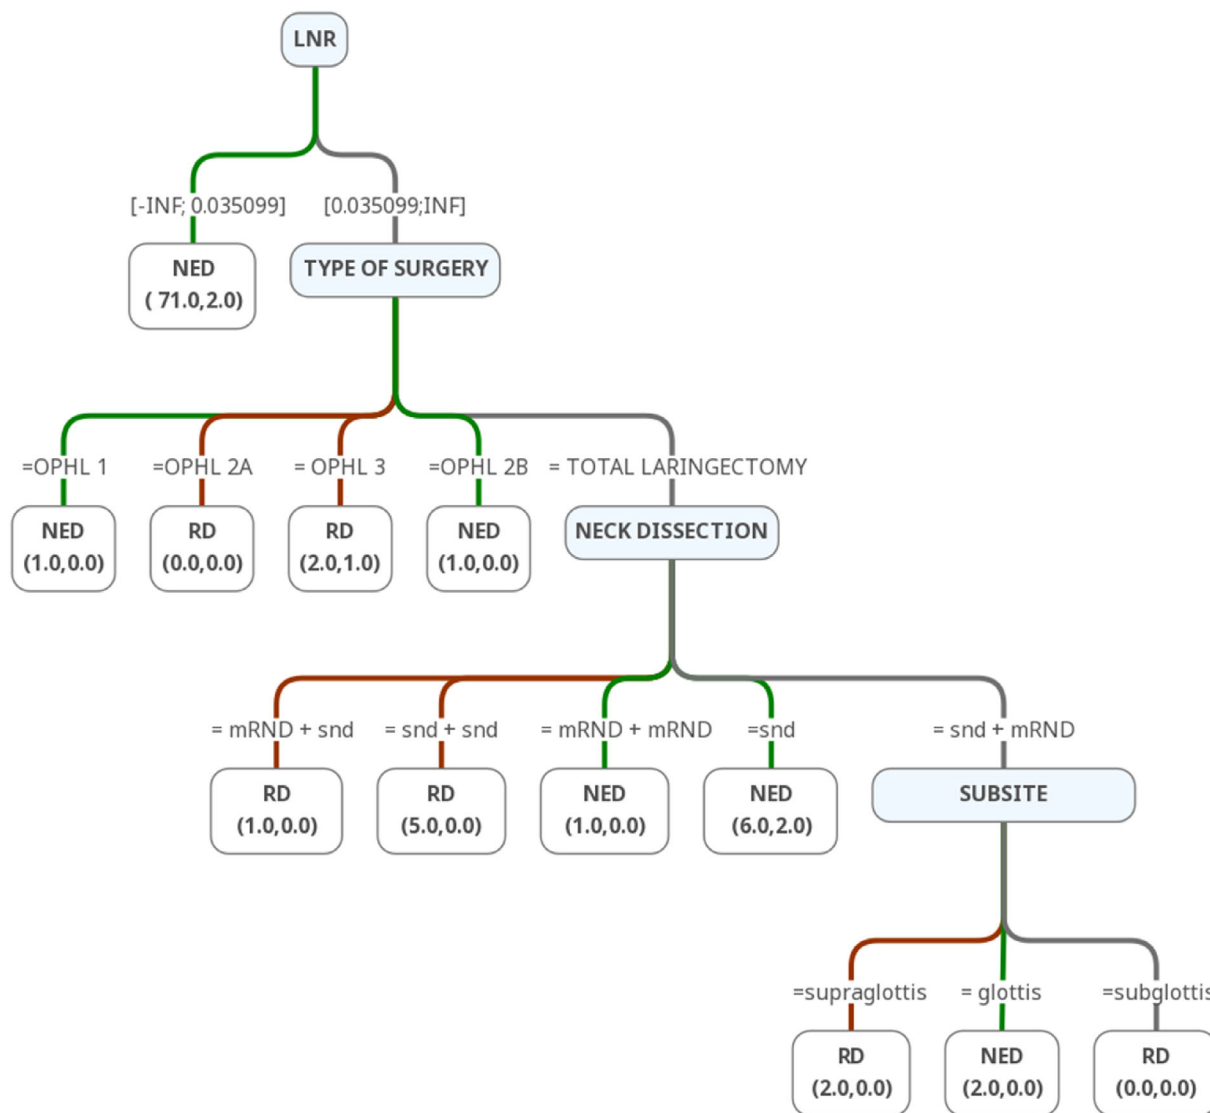 LNR
[-INF; 0.035099]
[0.035099;INF]
NED
( 71.0,2.0)
TYPE OF SURGERY
=OPHL 1
=OPHL 2A
= OPHL 3
=OPHL 2B
= TOTAL LARINGECTOMY
NED
(1.0,0.0)
RD
(0.0,0.0)
RD
(2.0,1.0)
NED
(1.0,0.0)
NECK DISSECTION
= mRND + snd
= snd + snd
= mRND + mRND
=snd
= snd + mRND
RD
(1.0,0.0)
RD
(5.0,0.0)
NED
(1.0,0.0)
NED
(6.0,2.0)
SUBSITE
=supraglottis
= glottis
=subglottis
RD
(2.0,0.0)
NED
(2.0,0.0)
RD
(0.0,0.0)